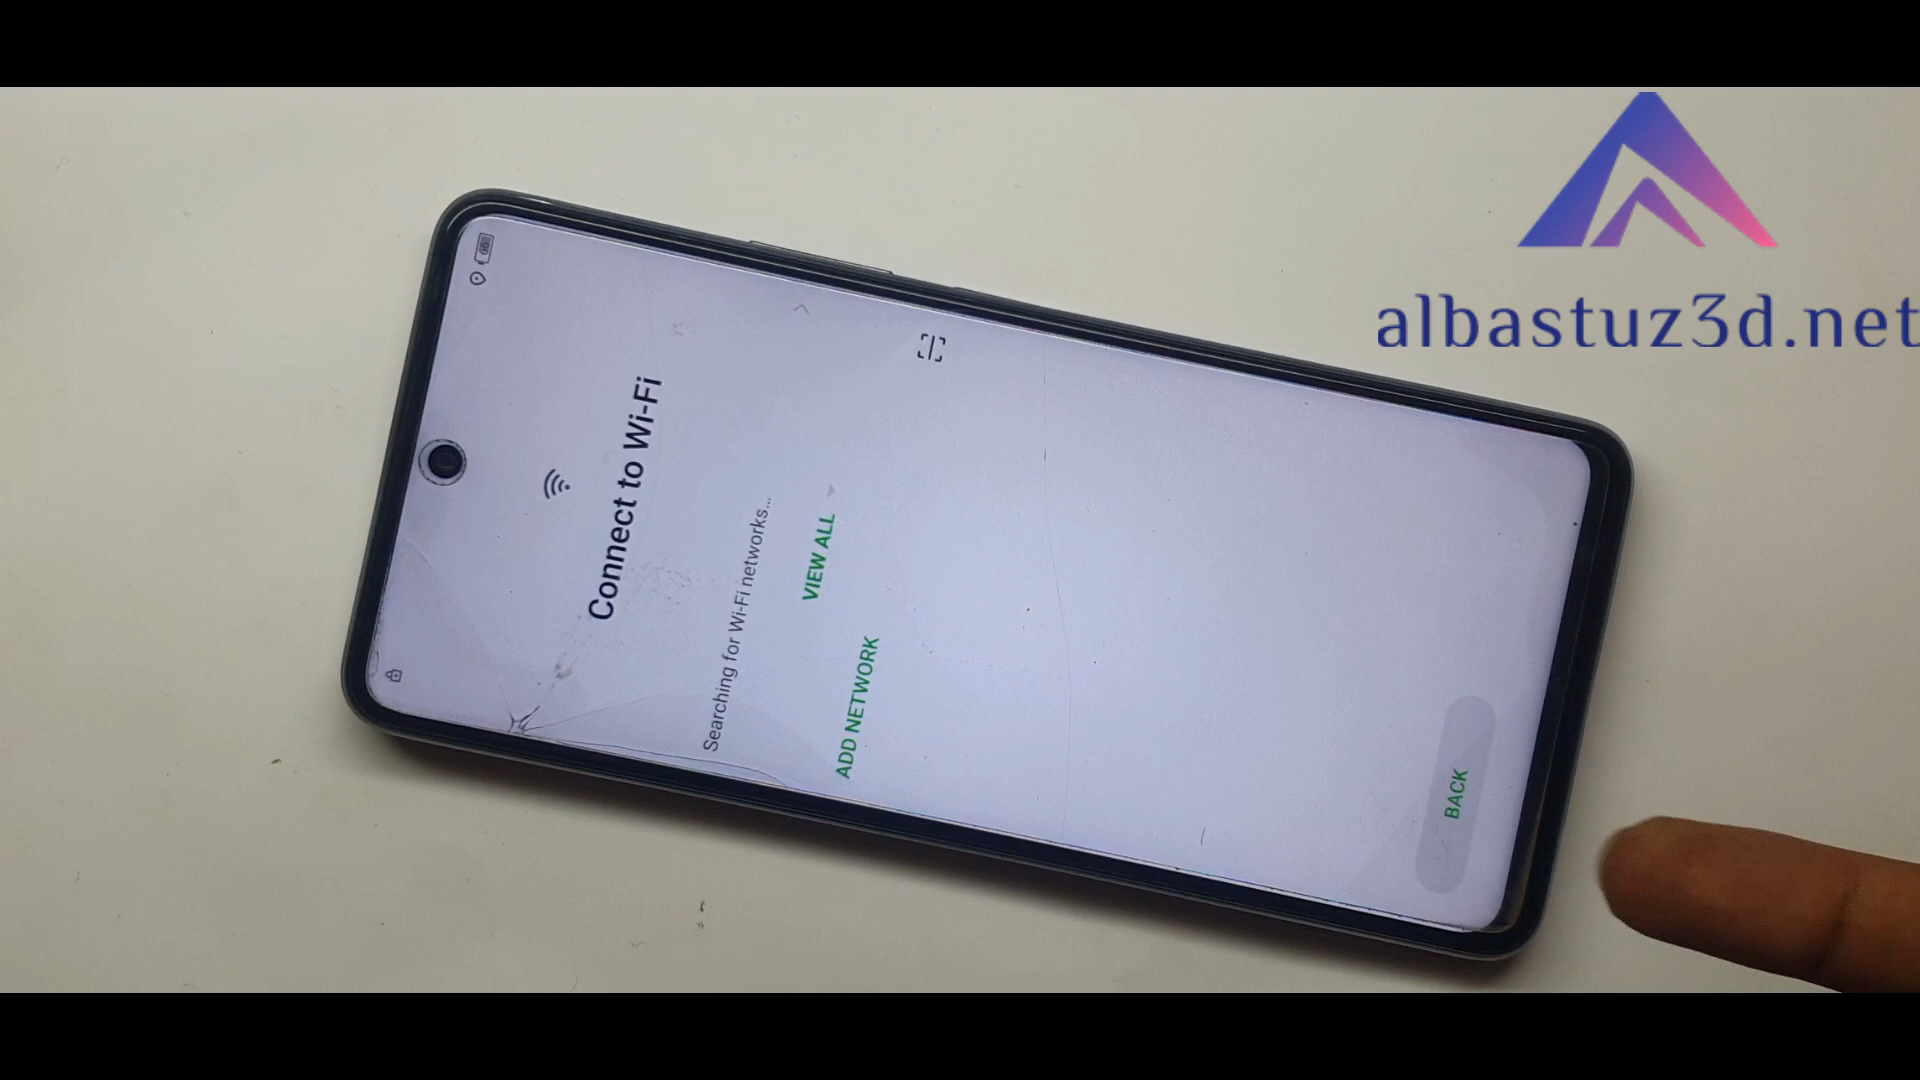 albastuz3d.net
Connect to Wi-Fi
Searching for Wi-Fi networks...
VIEW ALL
ADD NETWORK
BACK